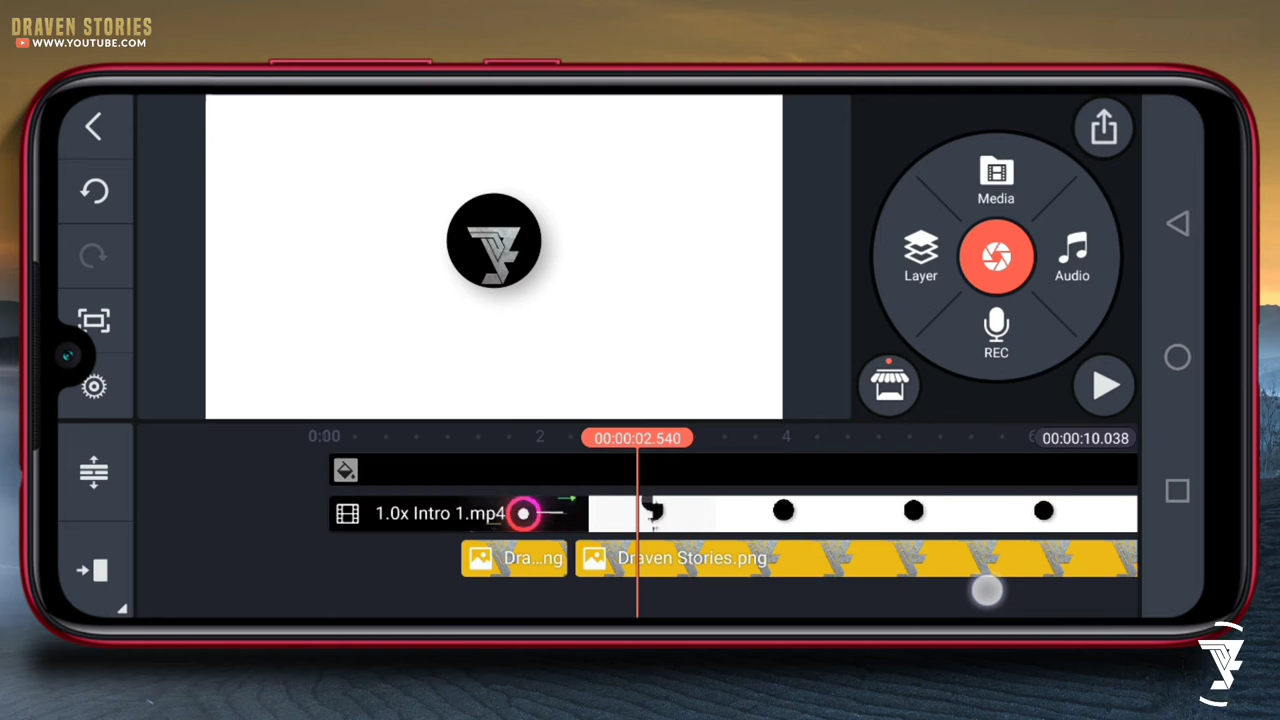 DRAVEN STORIES
WWW.YOUTUBE.COM
Media
Layer
Audio
REC
0:00
2
00:00:02.540
4
6
00:00:10.038
1.0x Intro 1.mp4
Dra...ng
Draven Stories.png